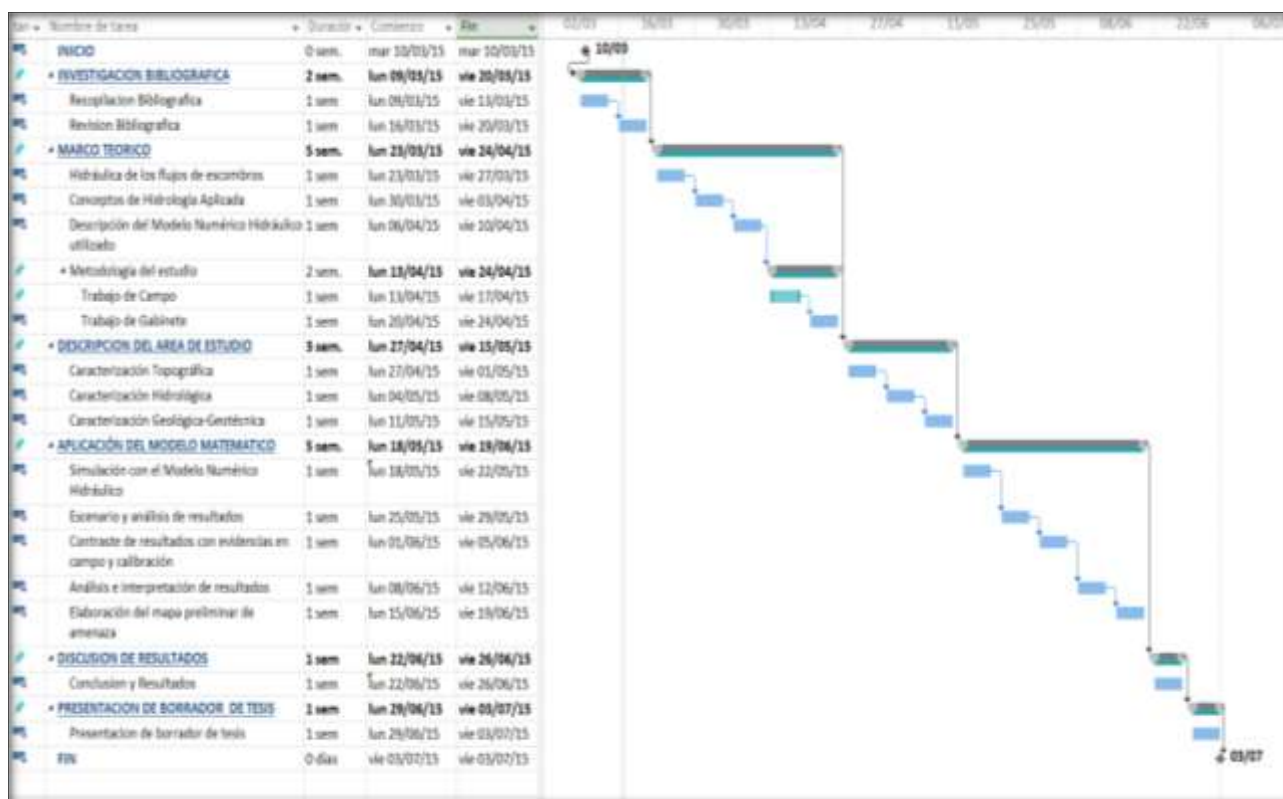 Nombre de tarea Duración Comienzo Fin 02/03 16/03 30/03 13/04 27/04 11/05 25/05 08/06 22/06
INICIO 0 sem. mar 10/03/15 mar 10/03/15 10/03
INVESTIGACION BIBLIOGRAFICA 2 sem. lun 09/03/15 vie 20/03/15
Recopilacion Bibliografica 1 sem lun 09/03/15 vie 13/03/15
Revision Bibliografica 1 sem lun 16/03/15 vie 20/03/15
MARCO TEORICO 5 sem. lun 23/03/15 vie 24/04/15
Hidráulica de los flujos de escombros 1 sem lun 23/03/15 vie 27/03/15
Conceptos de Hidrología Aplicada 1 sem lun 30/03/15 vie 03/04/15
Descripción del Modelo Numérico Hidráulico 1 sem lun 06/04/15 vie 10/04/15
utilizado
Metodología del estudio 2 sem. lun 13/04/15 vie 24/04/15
Trabajo de Campo 1 sem lun 13/04/15 vie 17/04/15
Trabajo de Gabinete 1 sem lun 20/04/15 vie 24/04/15
DESCRIPCION DEL AREA DE ESTUDIO 3 sem. lun 27/04/15 vie 15/05/15
Caracterización Topográfica 1 sem lun 27/04/15 vie 01/05/15
Caracterización Hidrológica 1 sem lun 04/05/15 vie 08/05/15
Caracterización Geológica-Geotécnica 1 sem lun 11/05/15 vie 15/05/15
APLICACIÓN DEL MODELO MATEMATICO 5 sem. lun 18/05/15 vie 19/06/15
Simulación con el Modelo Numérico 1 sem lun 18/05/15 vie 22/05/15
Hidráulico
Escenario y análisis de resultados 1 sem lun 25/05/15 vie 29/05/15
Contraste de resultados con evidencias en 1 sem lun 01/06/15 vie 05/06/15
campo y calibración
Análisis e interpretación de resultados 1 sem lun 08/06/15 vie 12/06/15
Elaboración del mapa preliminar de 1 sem lun 15/06/15 vie 19/06/15
amenaza
DISCUSION DE RESULTADOS 1 sem lun 22/06/15 vie 26/06/15
Conclusion y Resultados 1 sem lun 22/06/15 vie 26/06/15
PRESENTACION DE BORRADOR DE TESIS 1 sem lun 29/06/15 vie 03/07/15
Presentacion de borrador de tesis 1 sem lun 29/06/15 vie 03/07/15
FIN 0 días vie 03/07/15 vie 03/07/15 03/07